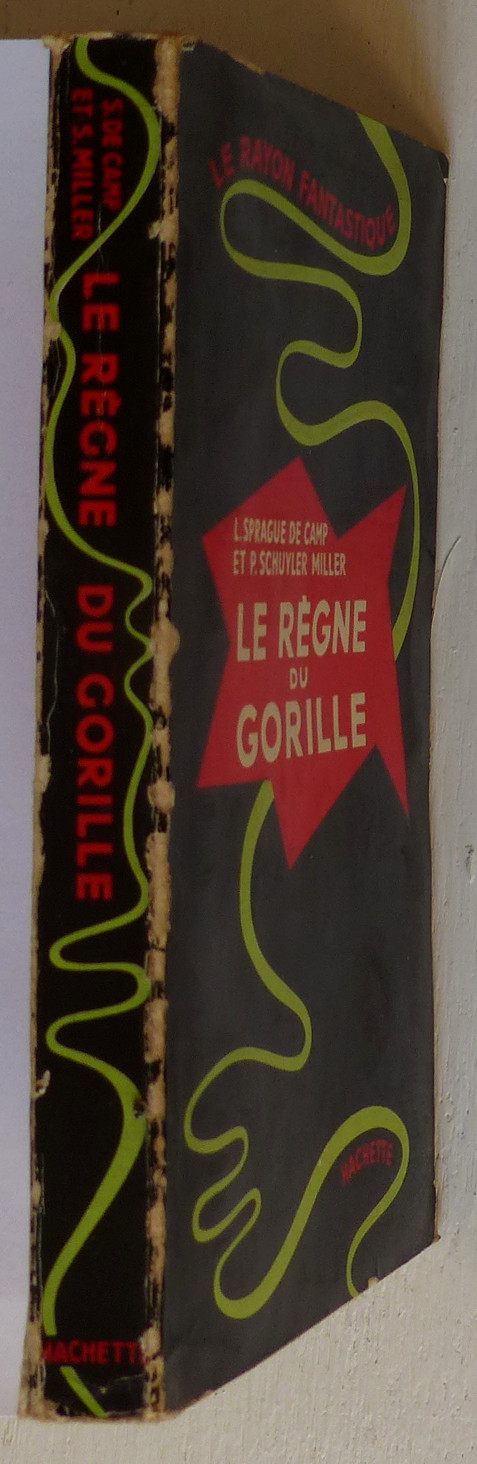 S. DE CAMP
ET S. MILLER
LE RÈGNE DU GORILLE
HACHETTE
LE RAYON FANTASTIQUE
L. SPRAGUE DE CAMP
ET P. SCHUYLER MILLER
LE RÈGNE
DU
GORILLE
HACHETTE